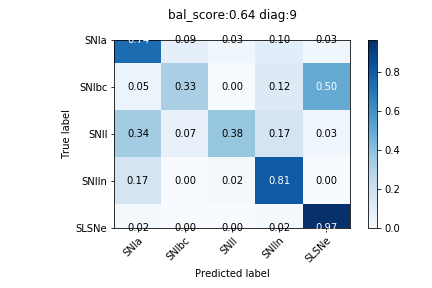 bal_score:0.64 diag:9
SNIa 0.74 0.09 0.03 0.10 0.03
SNIbc 0.05 0.33 0.00 0.12 0.50
SNII 0.34 0.07 0.38 0.17 0.03
SNIIn 0.17 0.00 0.02 0.81 0.00
SLSNe 0.02 0.00 0.00 0.02 0.97
SNIa SNIbc SNII SNIIn SLSNe
True label
Predicted label
0.8
0.6
0.4
0.2
0.0